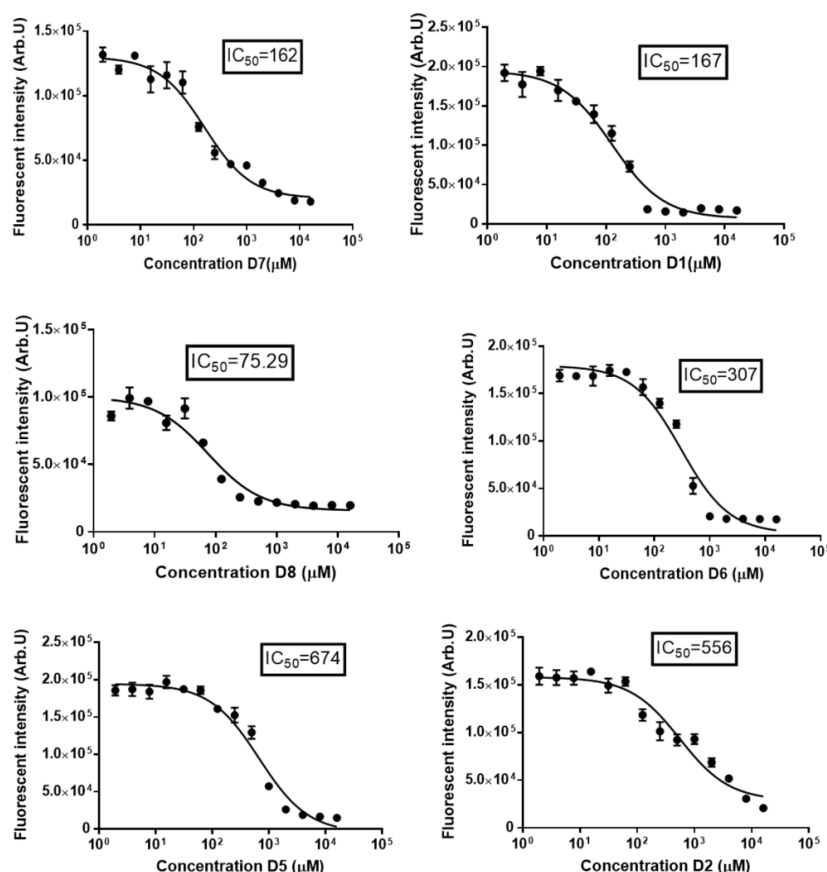 Fluorescent intensity (Arb.U)
1.5×10⁵
1.0×10⁵
5.0×10⁴
0
IC₅₀=162
10⁰ 10¹ 10² 10³ 10⁴ 10⁵
Concentration D7(μM)
Fluorescent intensity (Arb.U)
2.5×10⁵
2.0×10⁵
1.5×10⁵
1.0×10⁵
5.0×10⁴
0
IC₅₀=167
10⁰ 10¹ 10² 10³ 10⁴ 10⁵
Concentration D1(μM)
Fluorescent intensity (Arb.U)
1.5×10⁵
1.0×10⁵
5.0×10⁴
0
IC₅₀=75.29
10⁰ 10¹ 10² 10³ 10⁴ 10⁵
Concentration D8 (μM)
Fluorescent intensity (Arb.U)
2.0×10⁵
1.5×10⁵
1.0×10⁵
5.0×10⁴
0
IC₅₀=307
10⁰ 10¹ 10² 10³ 10⁴ 10⁵
Concentration D6 (μM)
Fluorescent intensity (Arb.U)
2.5×10⁵
2.0×10⁵
1.5×10⁵
1.0×10⁵
5.0×10⁴
0
IC₅₀=674
10⁰ 10¹ 10² 10³ 10⁴ 10⁵
Concentration D5 (μM)
Fluorescent intensity (Arb.U)
2.0×10⁵
1.5×10⁵
1.0×10⁵
5.0×10⁴
0
IC₅₀=556
10⁰ 10¹ 10² 10³ 10⁴ 10⁵
Concentration D2 (μM)